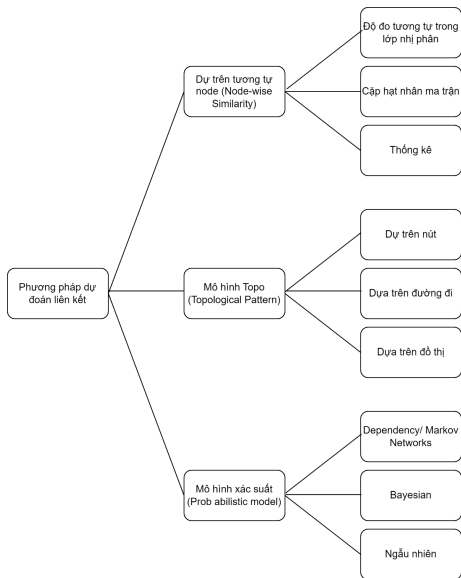 Độ đo tương tự trong
lớp nhị phân
Dự trên tương tự
node (Node-wise
Similarity)
Cặp hạt nhân ma trận
Thống kê
Dự trên nút
Phương pháp dự
đoán liên kết
Mô hình Topo
(Topological Pattern)
Dựa trên đường đi
Dựa trên đồ thị
Dependency/ Markov
Networks
Mô hình xác suất
(Prob abilistic model)
Bayesian
Ngẫu nhiên